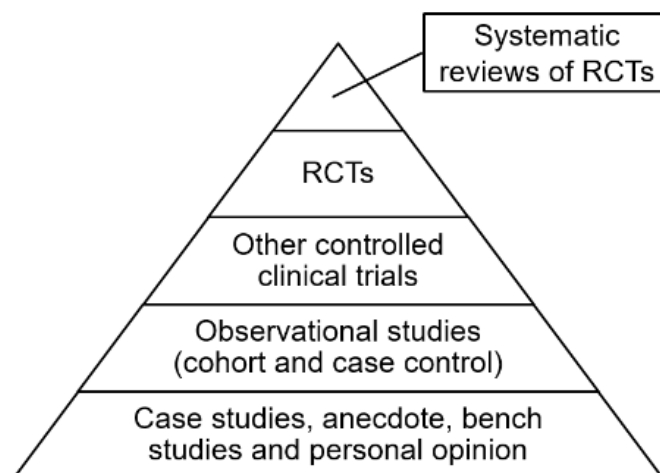 Systematic
reviews of RCTs
RCTs
Other controlled
clinical trials
Observational studies
(cohort and case control)
Case studies, anecdote, bench
studies and personal opinion